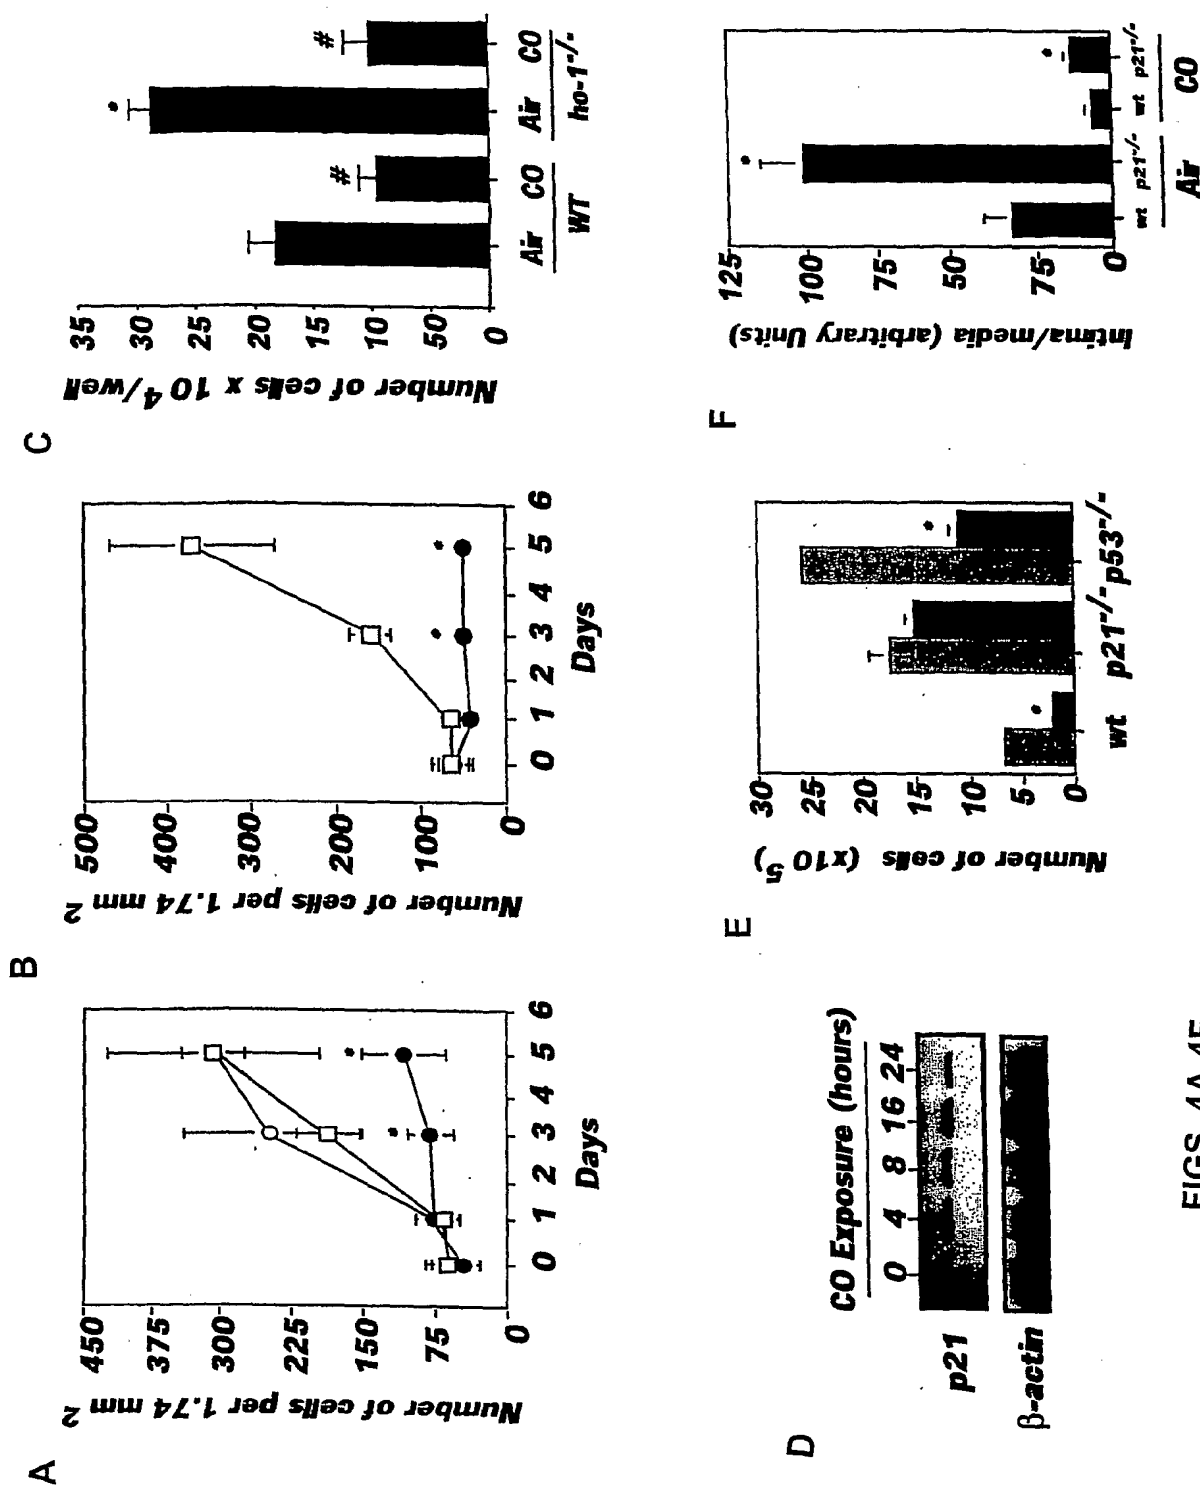 A
Number of cells per 1.74 mm 2
450
375
300
225
150
75
0
*
*
0 1 2 3 4 5 6
Days
B
Number of cells per 1.74 mm 2
500
400
300
200
100
0
*
*
0 1 2 3 4 5 6
Days
C
Number of cells x 10 4/well
35
30
25
20
15
10
50
0
#
*
#
Air CO Air CO
WT ho-1-/-
D
CO Exposure (hours)
0 4 8 16 24
p21
β-actin
E
Number of cells (x10 5)
30
25
20
15
10
5
0
*
*
wt p21-/- p53-/-
F
Intima/media (arbitrary Units)
125
100
75
50
75
0
*
*
wt p21-/- wt p21-/-
Air CO
FIGS. 4A-4F